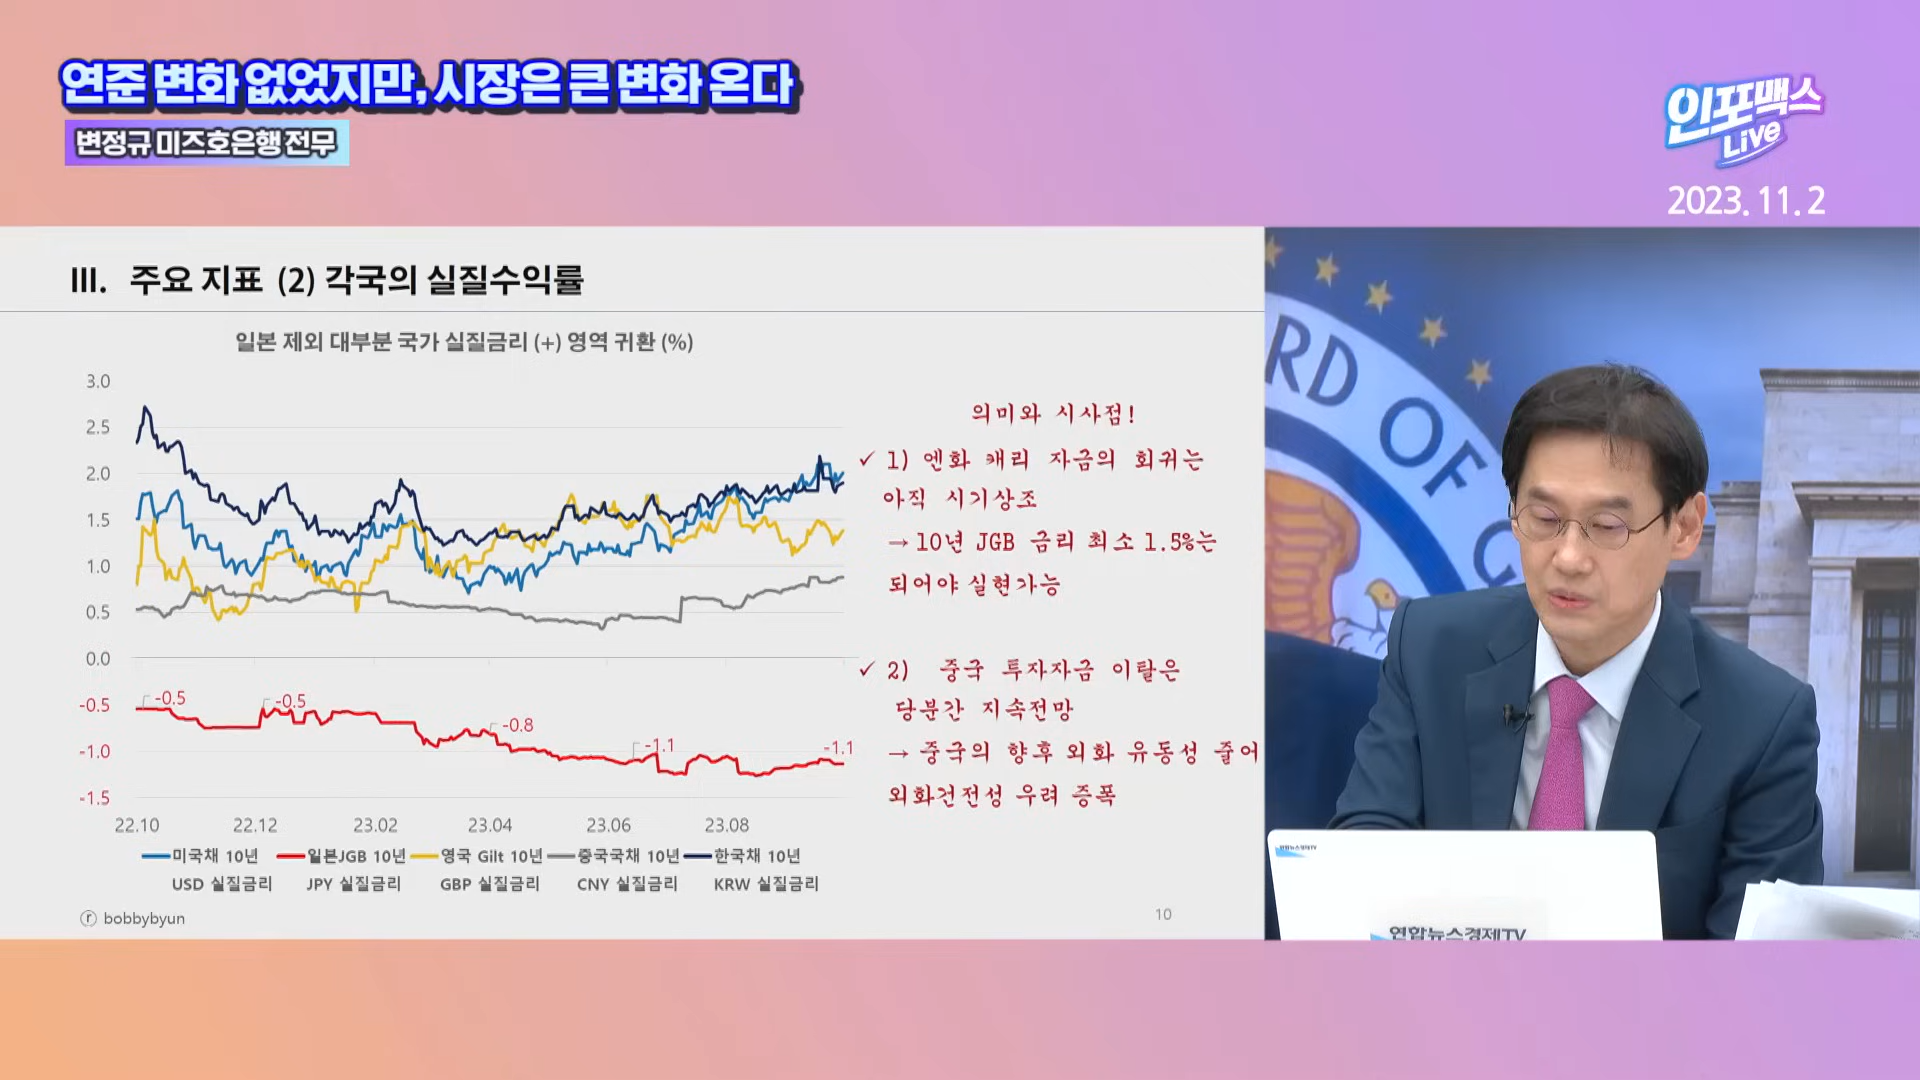 연준 변화 없었지만, 시장은 큰 변화 온다
변정규 미즈호은행 전무
인포맥스
Live
2023. 11. 2
III. 주요 지표 (2) 각국의 실질수익률
일본 제외 대부분 국가 실질금리 (+) 영역 귀환 (%)
3.0
2.5
2.0
1.5
1.0
0.5
0.0
-0.5
-1.0
-1.5
-0.5
-0.5
-0.8
-1.1
-1.1
22.10 22.12 23.02 23.04 23.06 23.08
미국채 10년 일본JGB 10년 영국 Gilt 10년 중국국채 10년 한국채 10년
USD 실질금리 JPY 실질금리 GBP 실질금리 CNY 실질금리 KRW 실질금리
의미와 시사점!
✓ 1) 엔화 캐리 자금의 회귀는
아직 시기상조
→ 10년 JGB 금리 최소 1.5%는
되어야 실현가능
✓ 2) 중국 투자자금 이탈은
당분간 지속전망
→ 중국의 향후 외화 유동성 줄어
외화건전성 우려 증폭
ⓡ bobbybyun
10
RD OF G
연합뉴스경제TV
연합뉴스경제TV